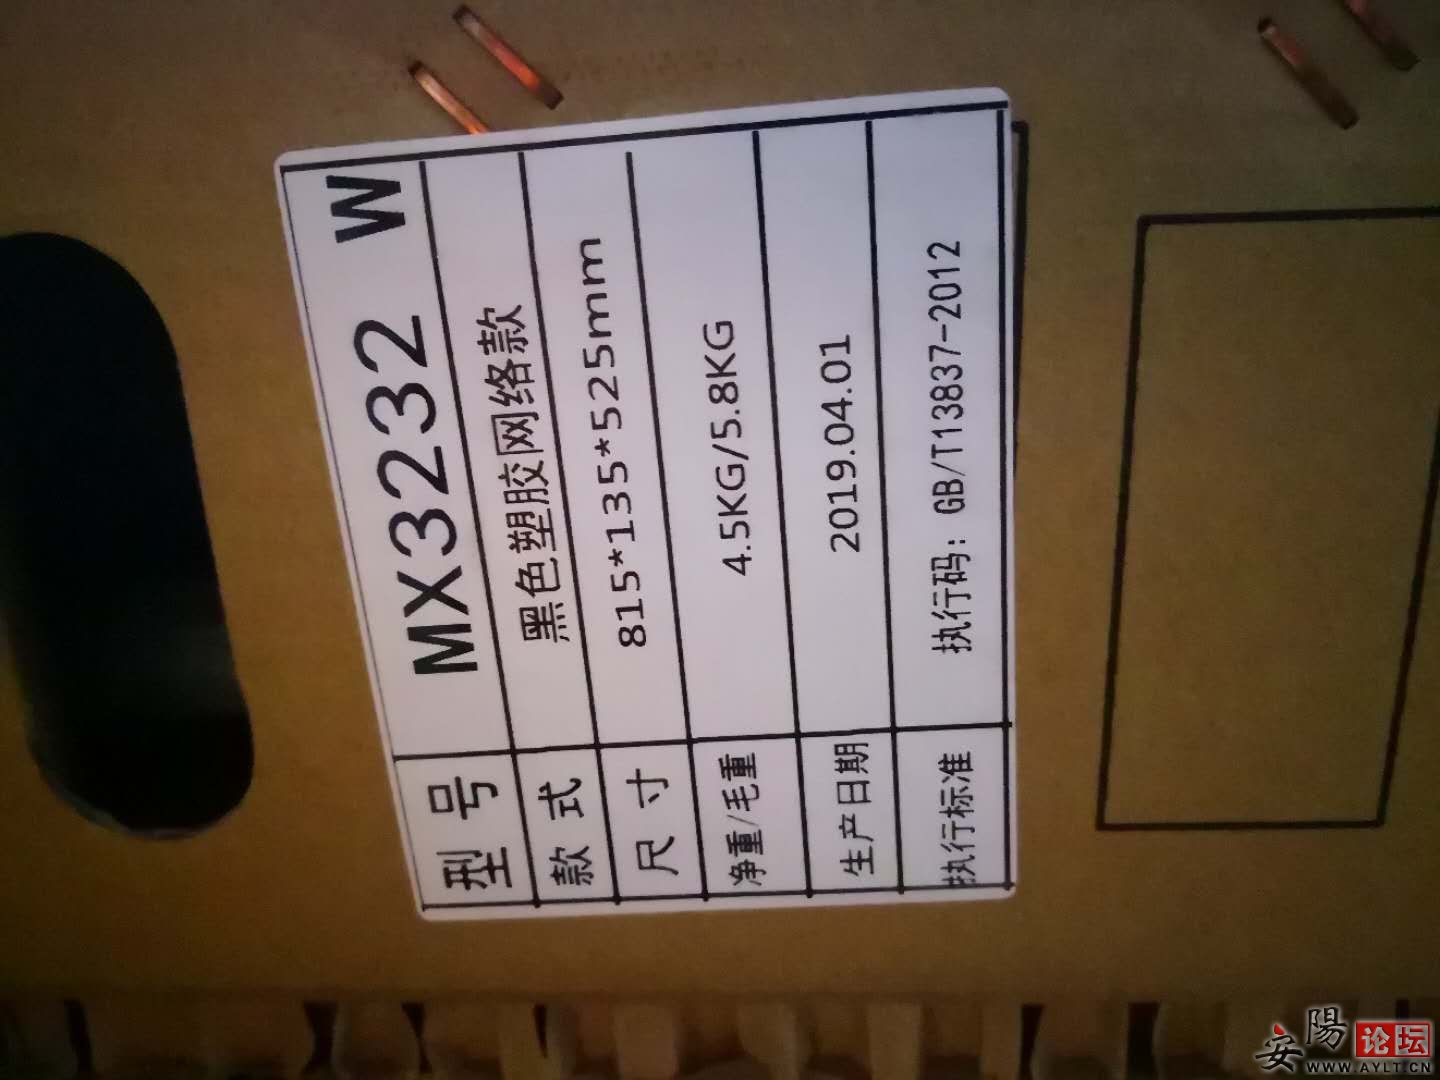 型号 MX3232 W
款式 黑色塑胶网络款
尺寸 815*135*525mm
净重/毛重 4.5KG/5.8KG
生产日期 2019.04.01
执行标准 执行码：GB/T13837-2012
安陽论坛
WWW.AYLT.CN